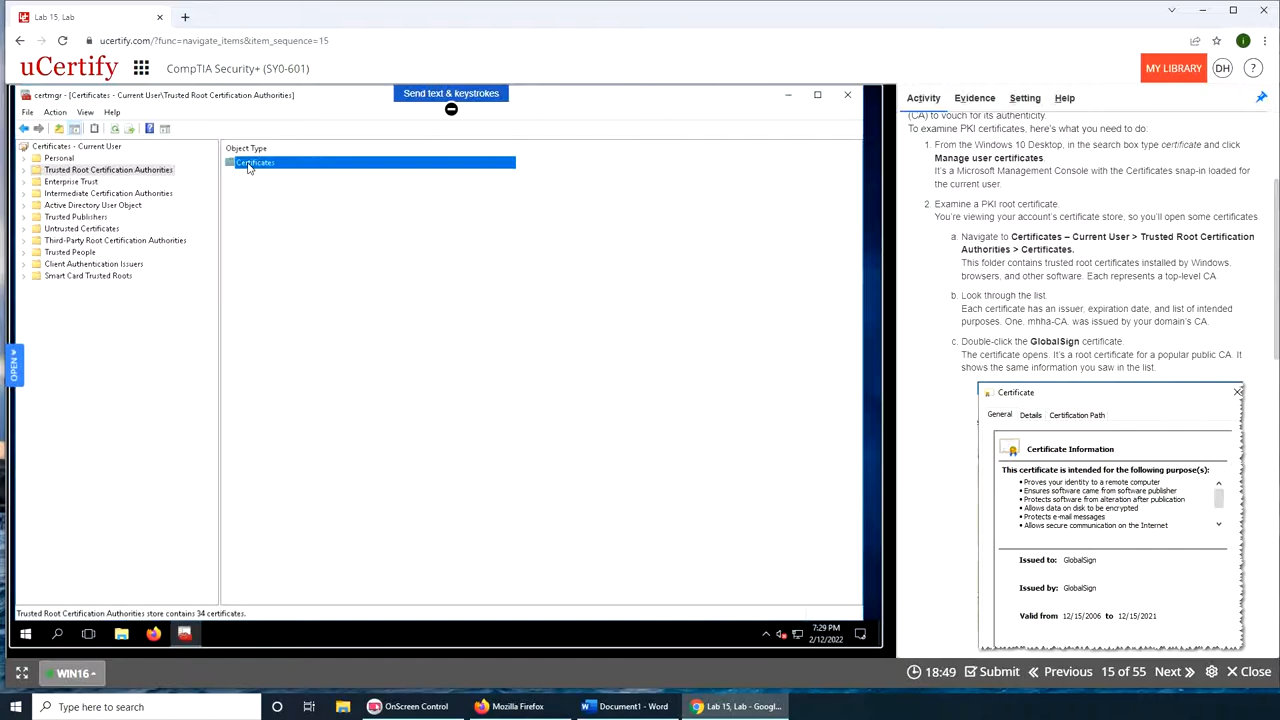 Lab 15, Lab
ucertify.com/?func=navigate_items&item_sequence=15
uCertify
CompTIA Security+ (SY0-601)
MY LIBRARY
DH
?
certmgr - [Certificates - Current User\Trusted Root Certification Authorities]
Send text & keystrokes
File Action View Help
Certificates - Current User
Personal
Trusted Root Certification Authorities
Enterprise Trust
Intermediate Certification Authorities
Active Directory User Object
Trusted Publishers
Untrusted Certificates
Third-Party Root Certification Authorities
Trusted People
Client Authentication Issuers
Smart Card Trusted Roots
Object Type
Certificates
OPEN
Trusted Root Certification Authorities store contains 34 certificates.
7:29 PM
2/12/2022
Activity Evidence Setting Help
(CA) to vouch for its authenticity.
To examine PKI certificates, here's what you need to do:
1. From the Windows 10 Desktop, in the search box type certificate and click
Manage user certificates.
It's a Microsoft Management Console with the Certificates snap-in loaded for
the current user.
2. Examine a PKI root certificate.
You're viewing your account's certificate store, so you'll open some certificates.
a. Navigate to Certificates – Current User > Trusted Root Certification
Authorities > Certificates.
This folder contains trusted root certificates installed by Windows,
browsers, and other software. Each represents a top-level CA.
b. Look through the list.
Each certificate has an issuer, expiration date, and list of intended
purposes. One, mhha-CA, was issued by your domain's CA.
c. Double-click the GlobalSign certificate.
The certificate opens. It's a root certificate for a popular public CA. It
shows the same information you saw in the list.
Certificate
General Details Certification Path
Certificate Information
This certificate is intended for the following purpose(s):
• Proves your identity to a remote computer
• Ensures software came from software publisher
• Protects software from alteration after publication
• Allows data on disk to be encrypted
• Protects e-mail messages
• Allows secure communication on the Internet
Issued to: GlobalSign
Issued by: GlobalSign
Valid from 12/15/2006 to 12/15/2021
WIN16
18:49 Submit Previous 15 of 55 Next Close
Type here to search
OnScreen Control
Mozilla Firefox
Document1 - Word
Lab 15, Lab - Googl...